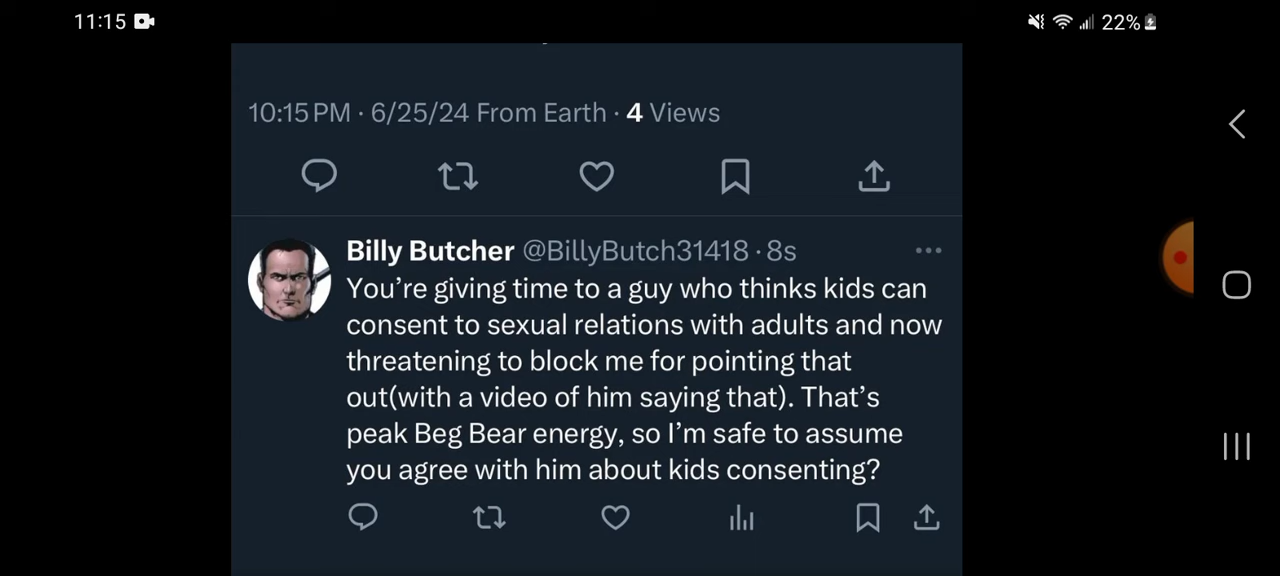 11:15
22%
10:15 PM · 6/25/24 From Earth · 4 Views
Billy Butcher @BillyButch31418 · 8s
You're giving time to a guy who thinks kids can
consent to sexual relations with adults and now
threatening to block me for pointing that
out(with a video of him saying that). That's
peak Beg Bear energy, so I'm safe to assume
you agree with him about kids consenting?